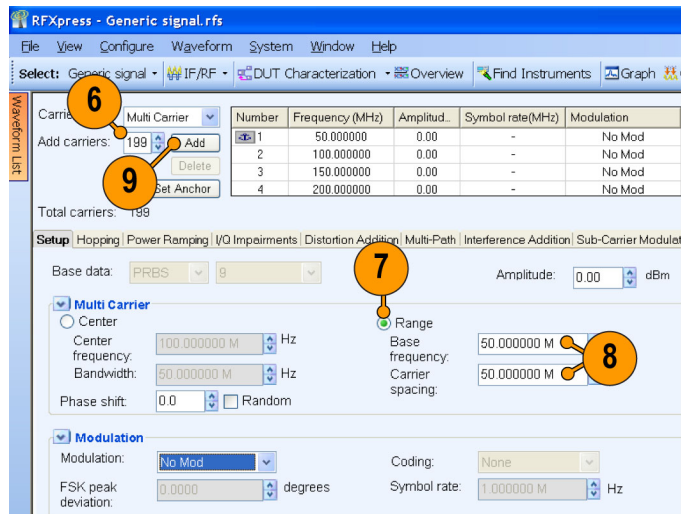 RFXpress - Generic signal.rfs
File View Configure Waveform System Window Help
Select: Generic signal IF/RF DUT Characterization Overview Find Instruments Graph
Waveform List
6
Multi Carrier
Add carriers: 199 Add
Delete
9
Set Anchor
Total carriers: 199
Number Frequency (MHz) Amplitud.. Symbol rate(MHz) Modulation
1 50.000000 0.00 - No Mod
2 100.000000 0.00 - No Mod
3 150.000000 0.00 - No Mod
4 200.000000 0.00 - No Mod
Setup Hopping Power Ramping I/Q Impairments Distortion Addition Multi-Path Interference Addition Sub-Carrier Modulat
Base data: PRBS 9
7
Amplitude: 0.00 dBm
Multi Carrier
Center
Center frequency: 100.000000 M Hz
Bandwidth: 50.000000 M Hz
Phase shift: 0.0 Random
Range
Base frequency: 50.000000 M
Carrier spacing: 50.000000 M
8
Modulation
Modulation: No Mod
Coding: None
FSK peak deviation: 0.0000 degrees
Symbol rate: 1.000000 M Hz